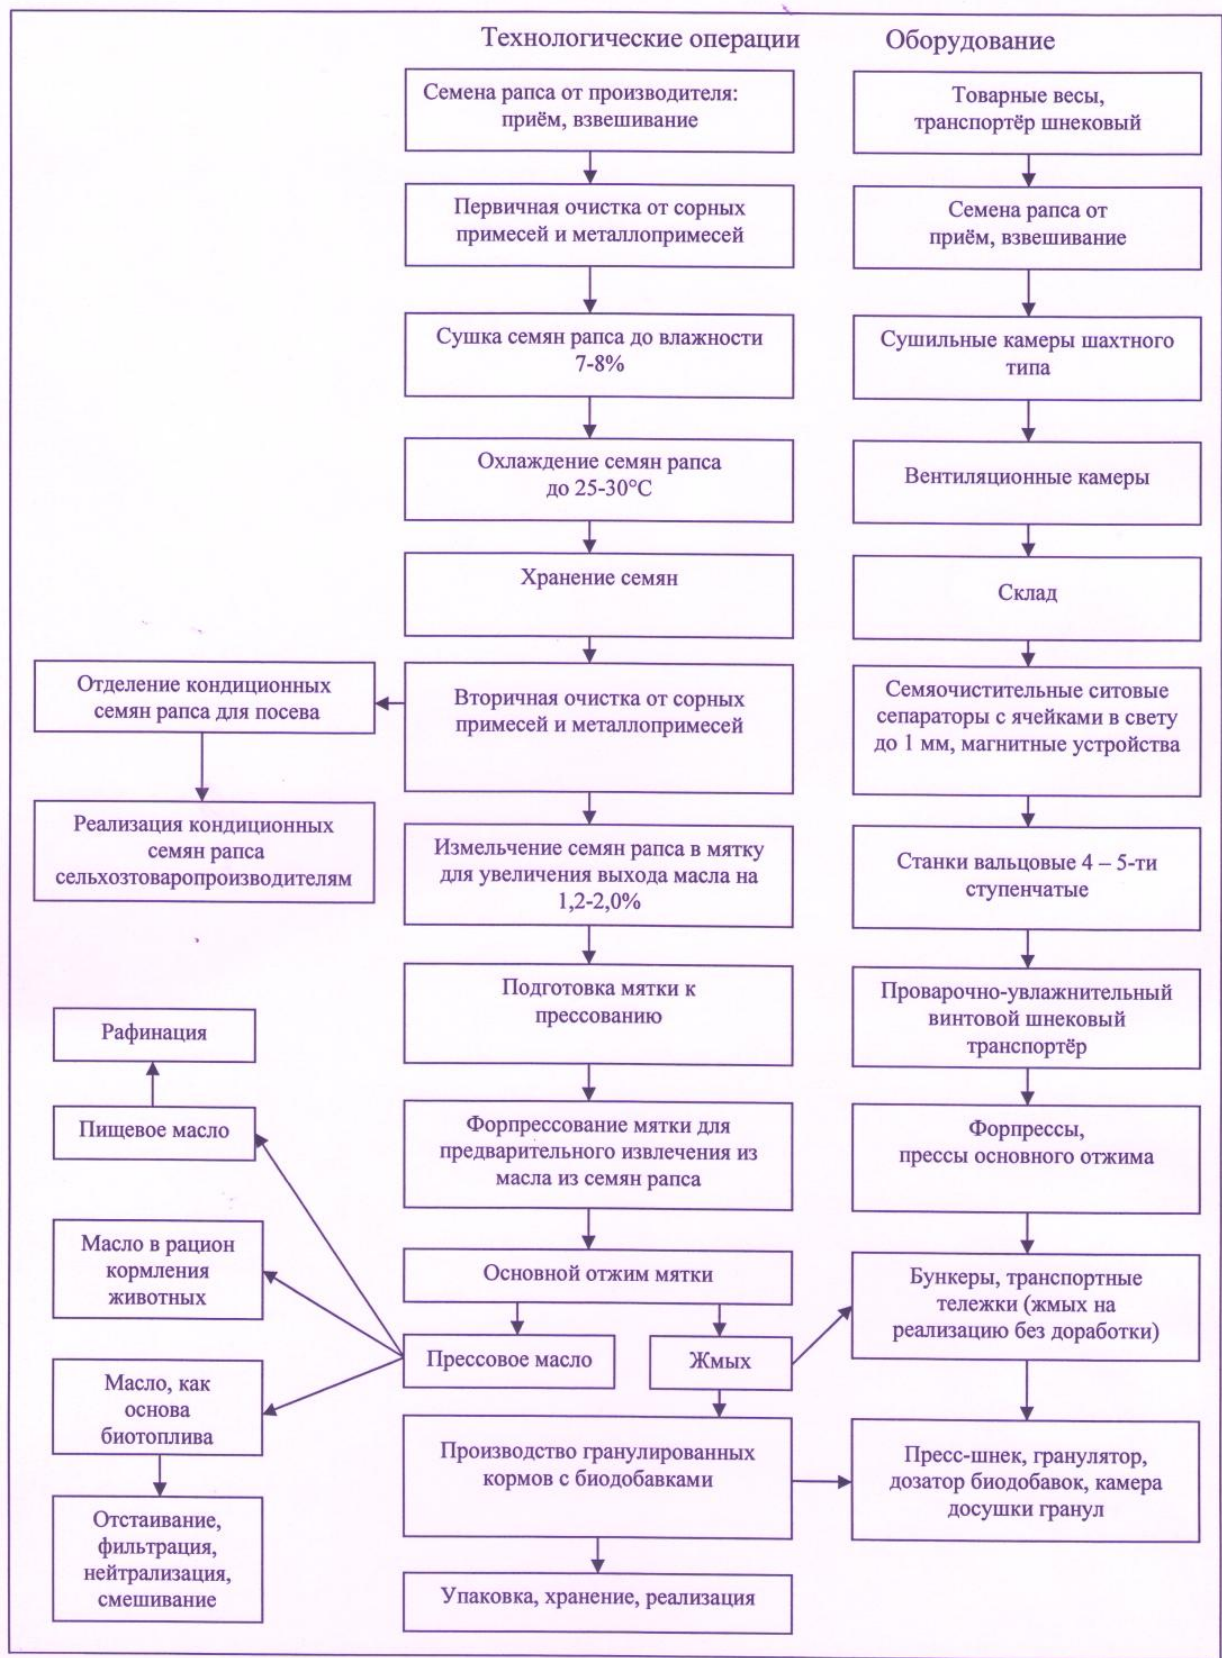 Технологические операции
Оборудование
Семена рапса от производителя:
приём, взвешивание
Товарные весы,
транспортёр шнековый
Первичная очистка от сорных
примесей и металлопримесей
Семена рапса от
приём, взвешивание
Сушка семян рапса до влажности
7-8%
Сушильные камеры шахтного
типа
Охлаждение семян рапса
до 25-30°С
Вентиляционные камеры
Хранение семян
Склад
Отделение кондиционных
семян рапса для посева
Вторичная очистка от сорных
примесей и металлопримесей
Семяочистительные ситовые
сепараторы с ячейками в свету
до 1 мм, магнитные устройства
Реализация кондиционных
семян рапса
сельхозтоваропроизводителям
Измельчение семян рапса в мятку
для увеличения выхода масла на
1,2-2,0%
Станки вальцовые 4 – 5-ти
ступенчатые
Подготовка мятки к
прессованию
Проварочно-увлажнительный
винтовой шнековый
транспортёр
Рафинация
Пищевое масло
Форпрессование мятки для
предварительного извлечения из
масла из семян рапса
Форпрессы,
прессы основного отжима
Масло в рацион
кормления
животных
Основной отжим мятки
Бункеры, транспортные
тележки (жмых на
реализацию без доработки)
Прессовое масло
Жмых
Масло, как
основа
биотоплива
Производство гранулированных
кормов с биодобавками
Пресс-шнек, гранулятор,
дозатор биодобавок, камера
досушки гранул
Отстаивание,
фильтрация,
нейтрализация,
смешивание
Упаковка, хранение, реализация